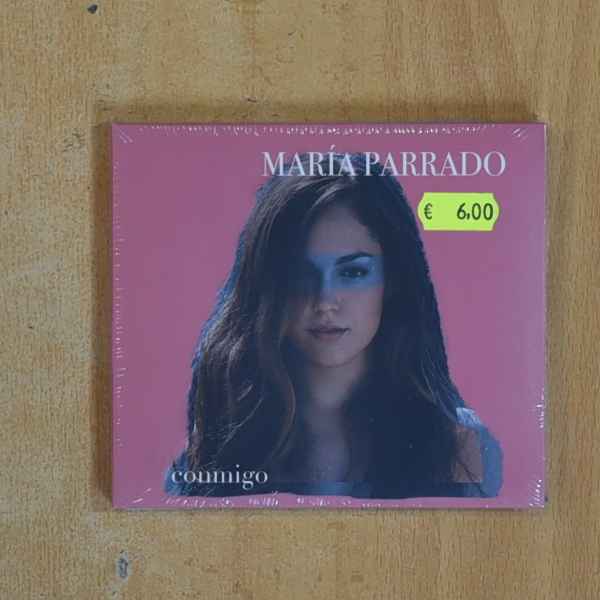 MARÍA PARRADO
€ 6,00
conmigo